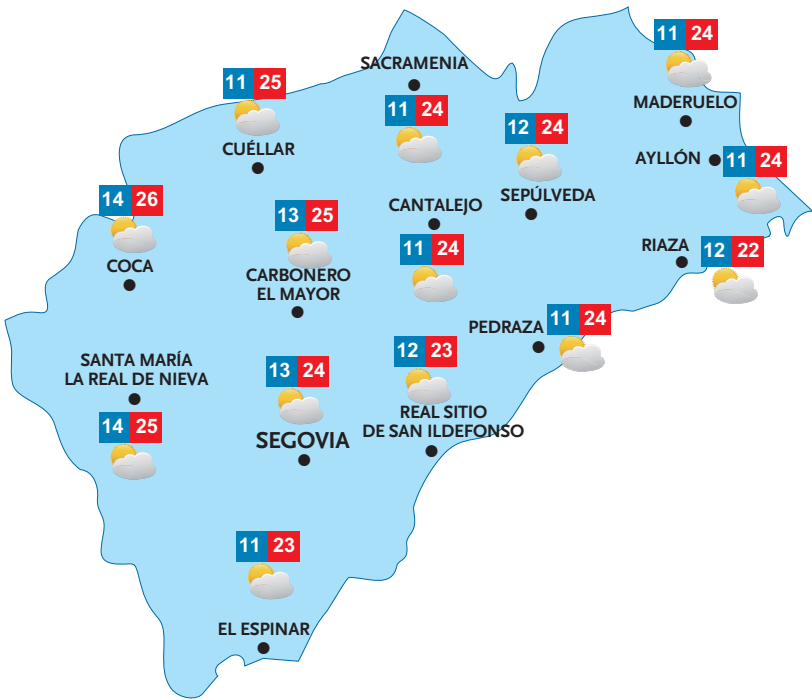 11 24
MADERUELO
SACRAMENIA
11 24
11 25
CUÉLLAR
12 24
SEPÚLVEDA
AYLLÓN
11 24
14 26
COCA
13 25
CARBONERO
EL MAYOR
CANTALEJO
11 24
RIAZA
12 22
PEDRAZA
11 24
SANTA MARÍA
LA REAL DE NIEVA
14 25
13 24
SEGOVIA
12 23
REAL SITIO
DE SAN ILDEFONSO
11 23
EL ESPINAR